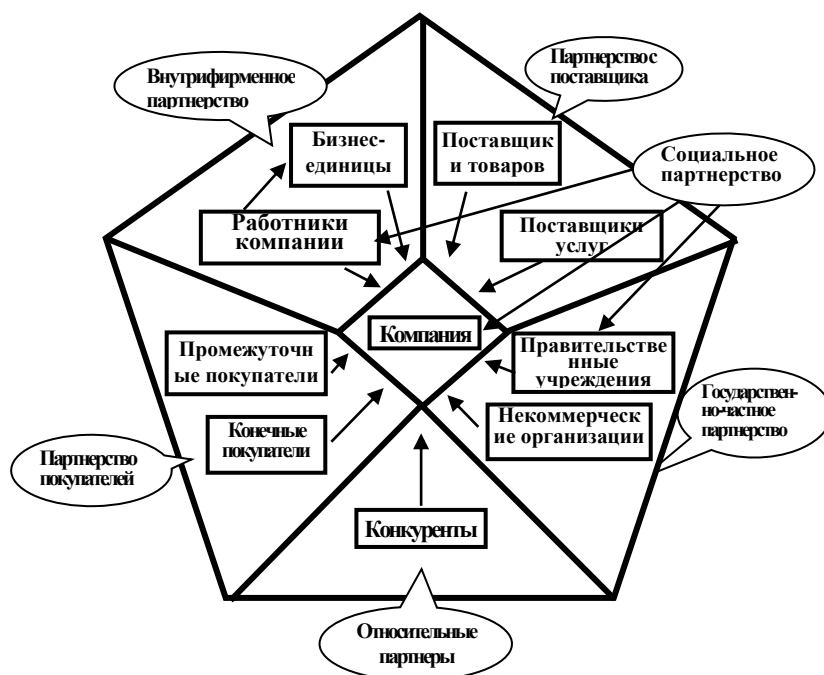 Внутрифирменное
партнерство
Партнерство с
поставщика
Бизнес-
единицы
Поставщик
и товаров
Социальное
партнерство
Работники
компании
Поставщики
услуг
Компания
Промежуточн
ые покупатели
Правительстве
нные
учреждения
Государствен-
но-частное
партнерство
Конечные
покупатели
Некоммерческ
ие организации
Партнерство
покупателей
Конкуренты
Относительные
партнеры